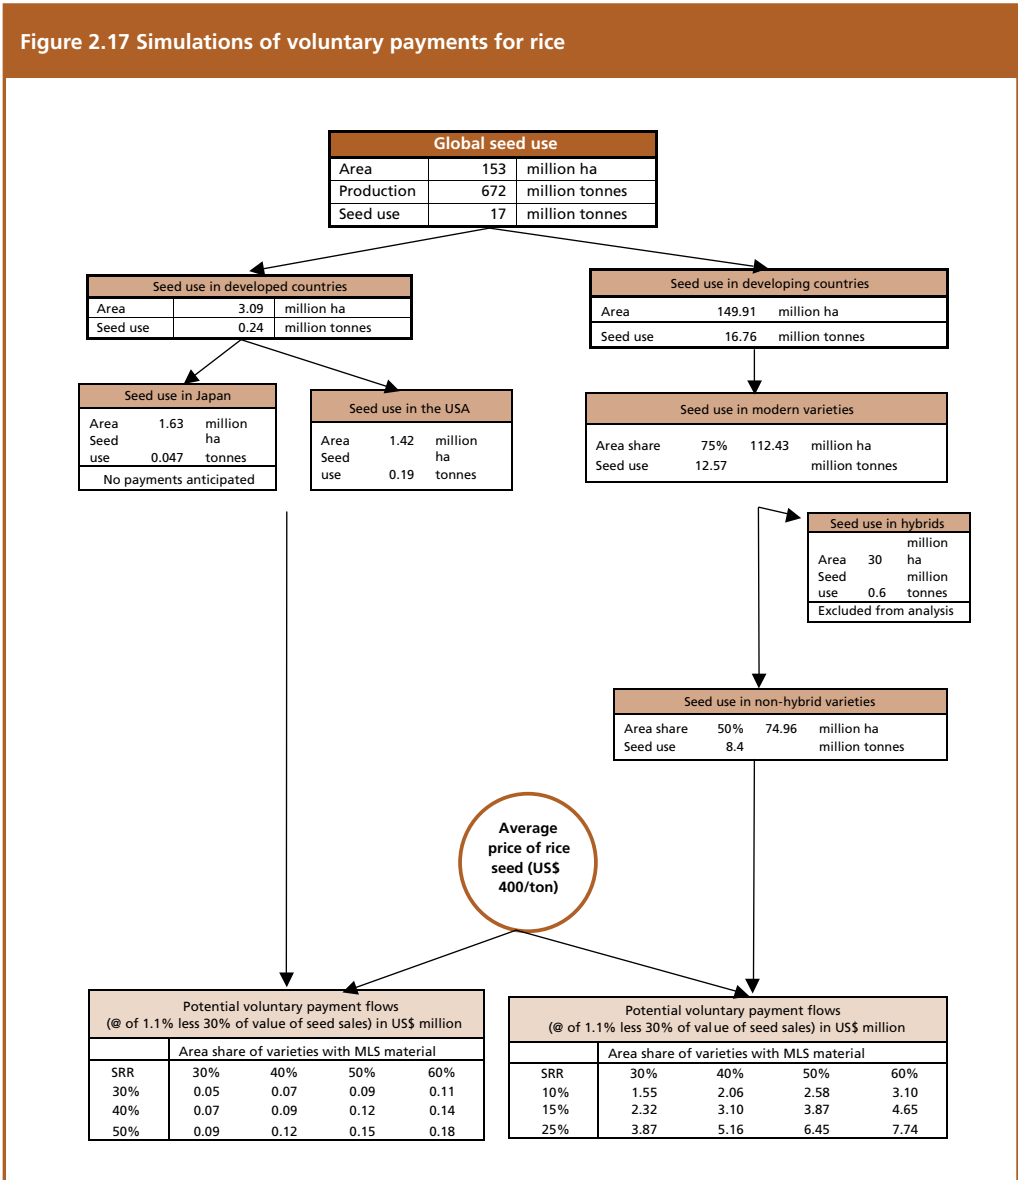 Figure 2.17 Simulations of voluntary payments for rice
Global seed use
Area 153 million ha
Production 672 million tonnes
Seed use 17 million tonnes
Seed use in developed countries
Area 3.09 million ha
Seed use 0.24 million tonnes
Seed use in developing countries
Area 149.91 million ha
Seed use 16.76 million tonnes
Seed use in Japan
Area 1.63 million
Seed ha
use 0.047 tonnes
No payments anticipated
Seed use in the USA
Area 1.42 million
Seed ha
use 0.19 tonnes
Seed use in modern varieties
Area share 75% 112.43 million ha
Seed use 12.57 million tonnes
Seed use in hybrids
million
Area 30 ha
Seed million
use 0.6 tonnes
Excluded from analysis
Seed use in non-hybrid varieties
Area share 50% 74.96 million ha
Seed use 8.4 million tonnes
Average
price of rice
seed (US$
400/ton)
Potential voluntary payment flows
(@ of 1.1% less 30% of value of seed sales) in US$ million
Area share of varieties with MLS material
SRR 30% 40% 50% 60%
30% 0.05 0.07 0.09 0.11
40% 0.07 0.09 0.12 0.14
50% 0.09 0.12 0.15 0.18
Potential voluntary payment flows
(@ of 1.1% less 30% of value of seed sales) in US$ million
Area share of varieties with MLS material
SRR 30% 40% 50% 60%
10% 1.55 2.06 2.58 3.10
15% 2.32 3.10 3.87 4.65
25% 3.87 5.16 6.45 7.74